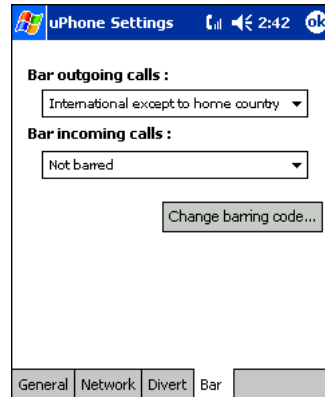 uPhone Settings 2:42 ok
Bar outgoing calls :
International except to home country
Bar incoming calls :
Not barred
Change barring code...
General Network Divert Bar